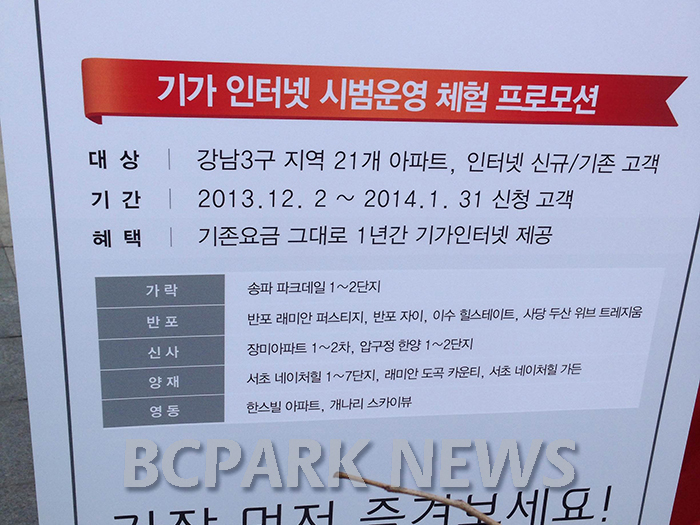 기가 인터넷 시범운영 체험 프로모션
대 상 | 강남3구 지역 21개 아파트, 인터넷 신규/기존 고객
기 간 | 2013.12. 2 ~ 2014.1. 31 신청 고객
혜 택 | 기존요금 그대로 1년간 기가인터넷 제공
가 락 송파 파크데일 1~2단지
반 포 반포 래미안 퍼스티지, 반포 자이, 이수 힐스테이트, 사당 두산 위브 트레지움
신 사 장미아파트 1~2차, 압구정 한양 1~2단지
양 재 서초 네이처힐 1~7단지, 래미안 도곡 카운티, 서초 네이처힐 가든
영 동 한스빌 아파트, 개나리 스카이뷰
BCPARK NEWS
가장 먼저 즐겨보세요!